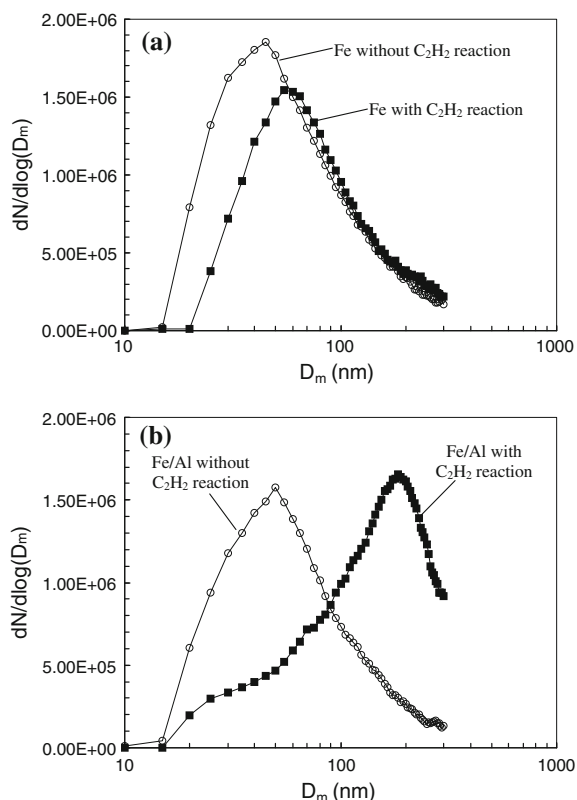 (a)
2.00E+06
1.50E+06
1.00E+06
5.00E+05
0.00E+00
dN/dlog(Dm)
Fe without C2H2 reaction
Fe with C2H2 reaction
10
100
1000
Dm (nm)
(b)
2.00E+06
1.50E+06
1.00E+06
5.00E+05
0.00E+00
dN/dlog(Dm)
Fe/Al without
C2H2 reaction
Fe/Al with
C2H2 reaction
10
100
1000
Dm (nm)